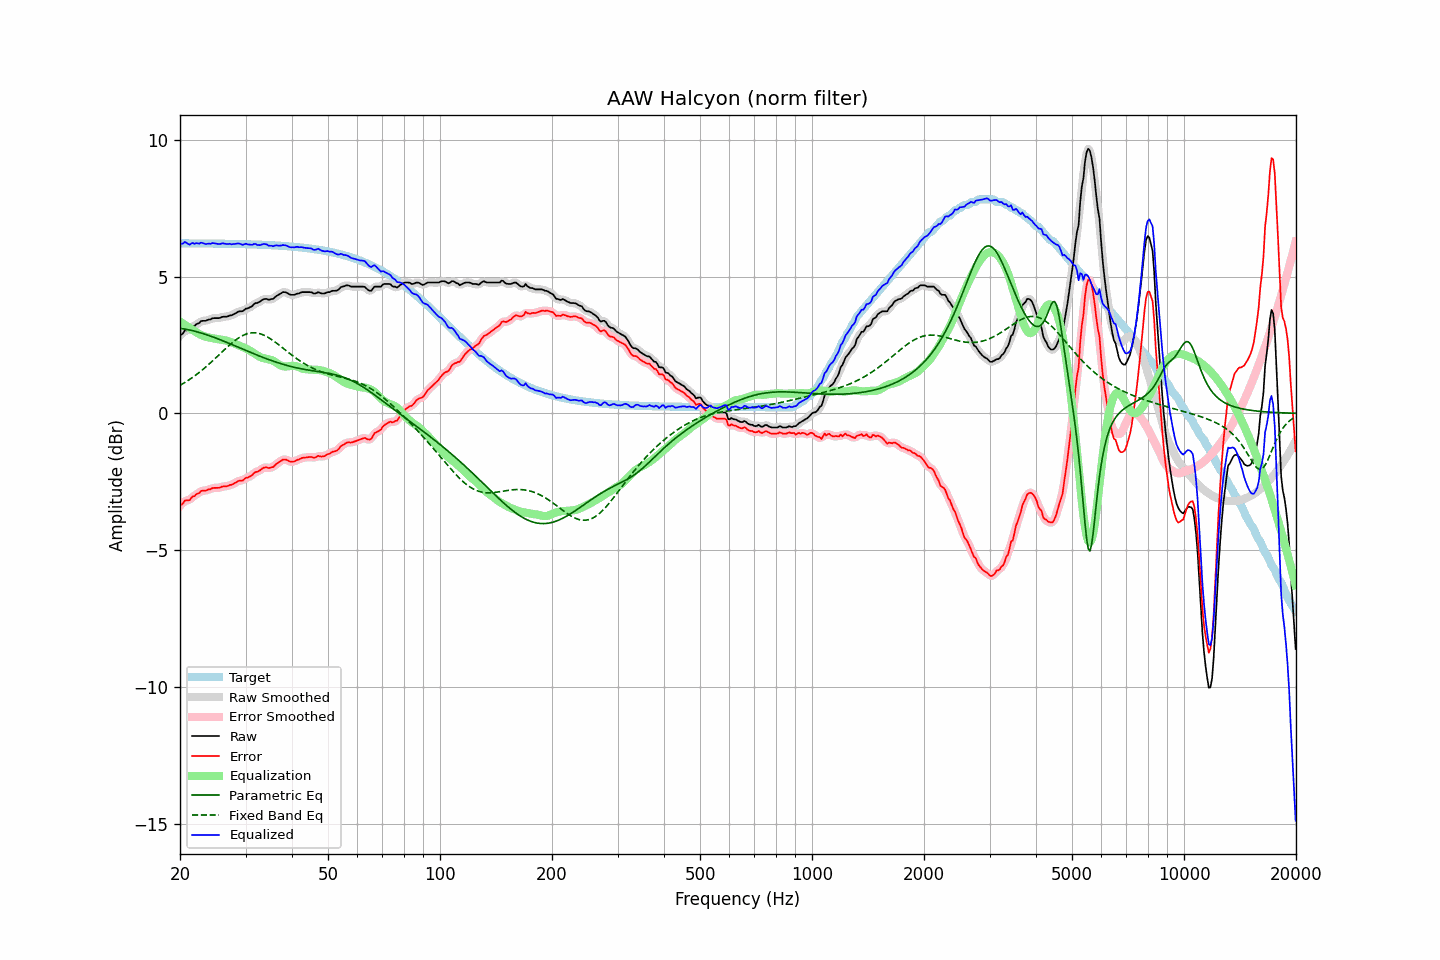 AAW Halcyon (norm filter)
10
5
0
−5
−10
−15
Amplitude (dBr)
Target
Raw Smoothed
Error Smoothed
Raw
Error
Equalization
Parametric Eq
Fixed Band Eq
Equalized
20 50 100 200 500 1000 2000 5000 10000 20000
Frequency (Hz)